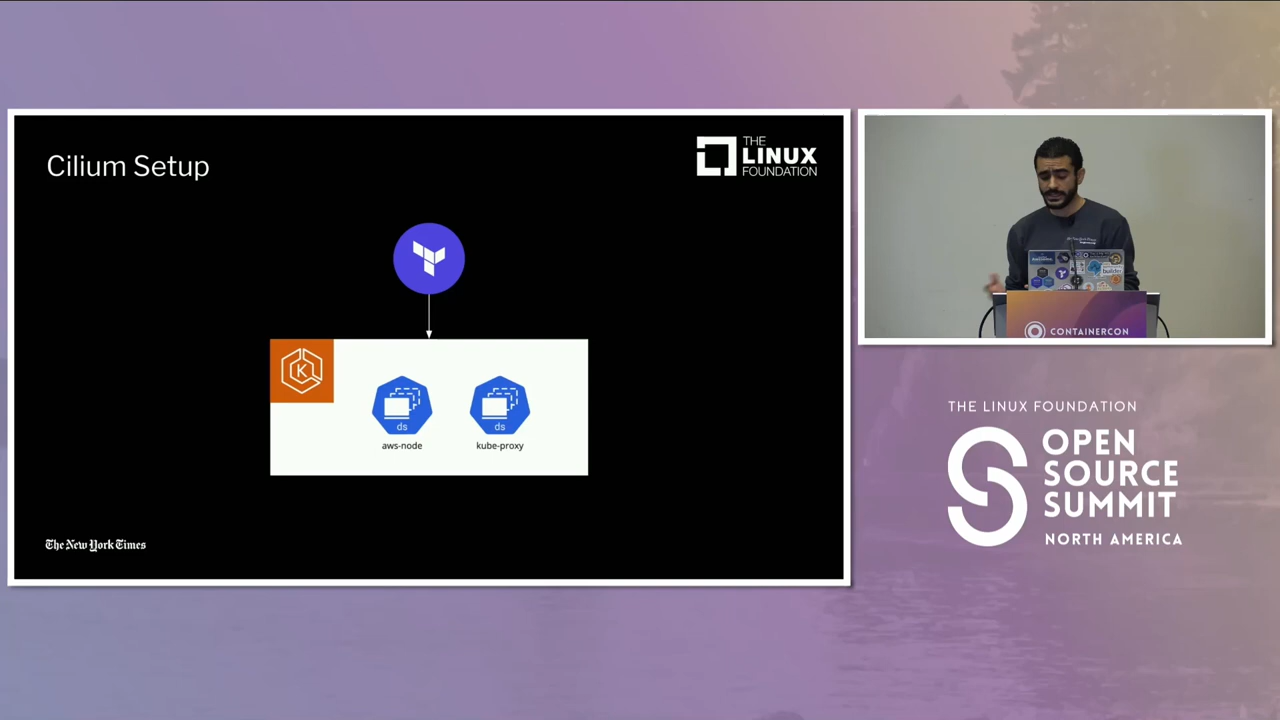 Cilium Setup
THE
LINUX
FOUNDATION
K
ds
ds
aws-node
kube-proxy
The New York Times
CONTAINERCON
THE LINUX FOUNDATION
OPEN
SOURCE
SUMMIT
NORTH AMERICA